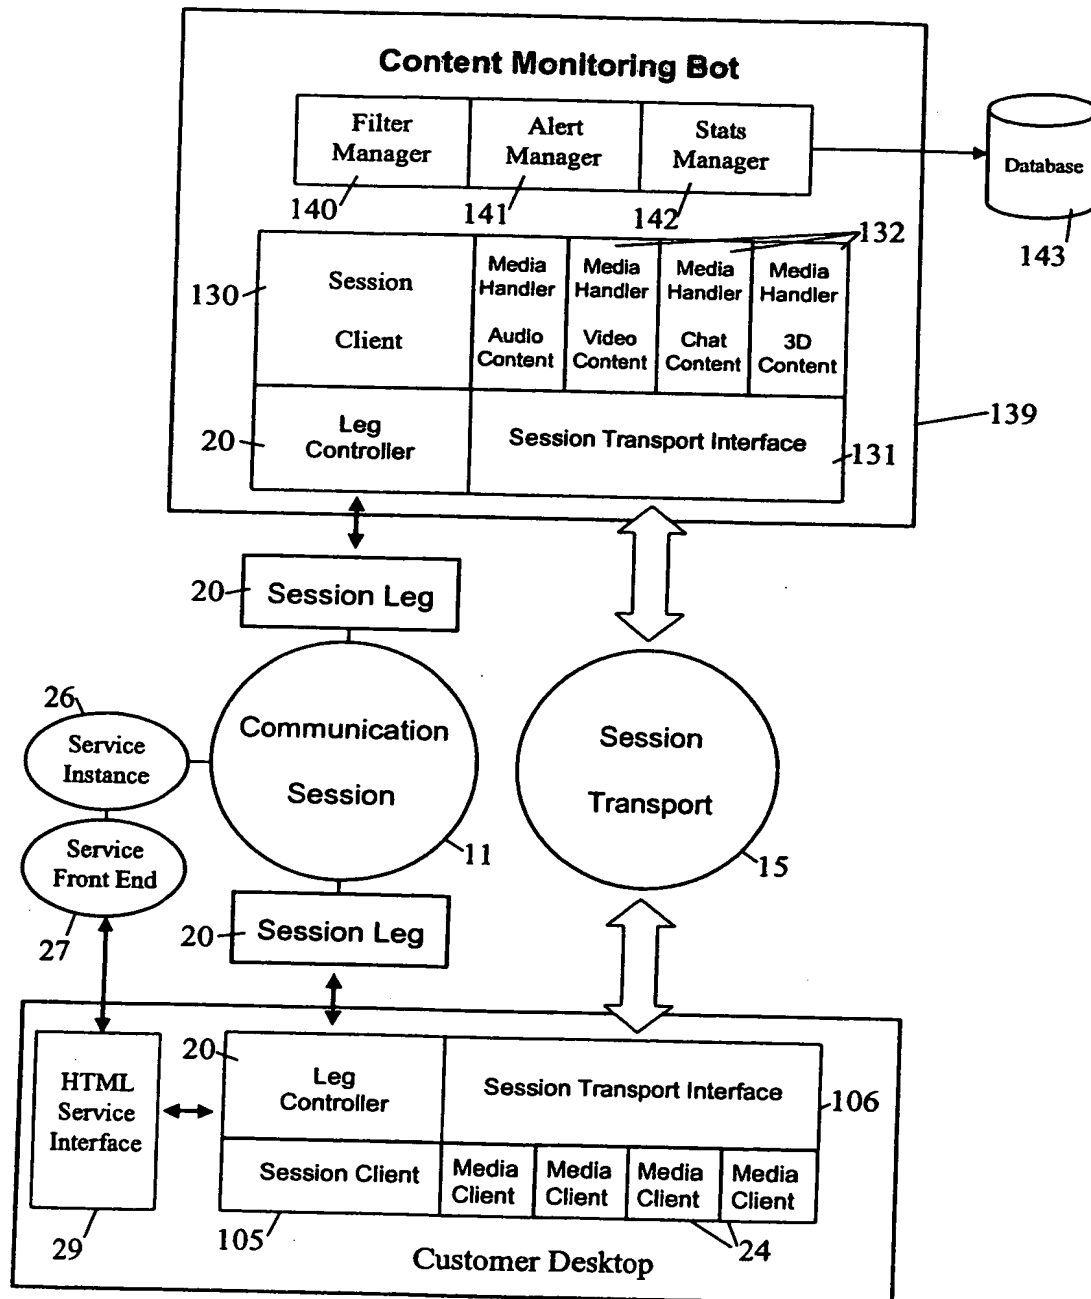 Content Monitoring Bot
Filter
Manager
Alert
Manager
Stats
Manager
Database
140
141
142
143
132
130
Session
Client
Media
Handler
Audio
Content
Media
Handler
Video
Content
Media
Handler
Chat
Content
Media
Handler
3D
Content
139
20
Leg
Controller
Session Transport Interface
131
20
Session Leg
26
Service
Instance
Communication
Session
Session
Transport
Service
Front End
11
15
27
20
Session Leg
HTML
Service
Interface
20
Leg
Controller
Session Transport Interface
106
Session Client
Media
Client
Media
Client
Media
Client
Media
Client
29
105
24
Customer Desktop